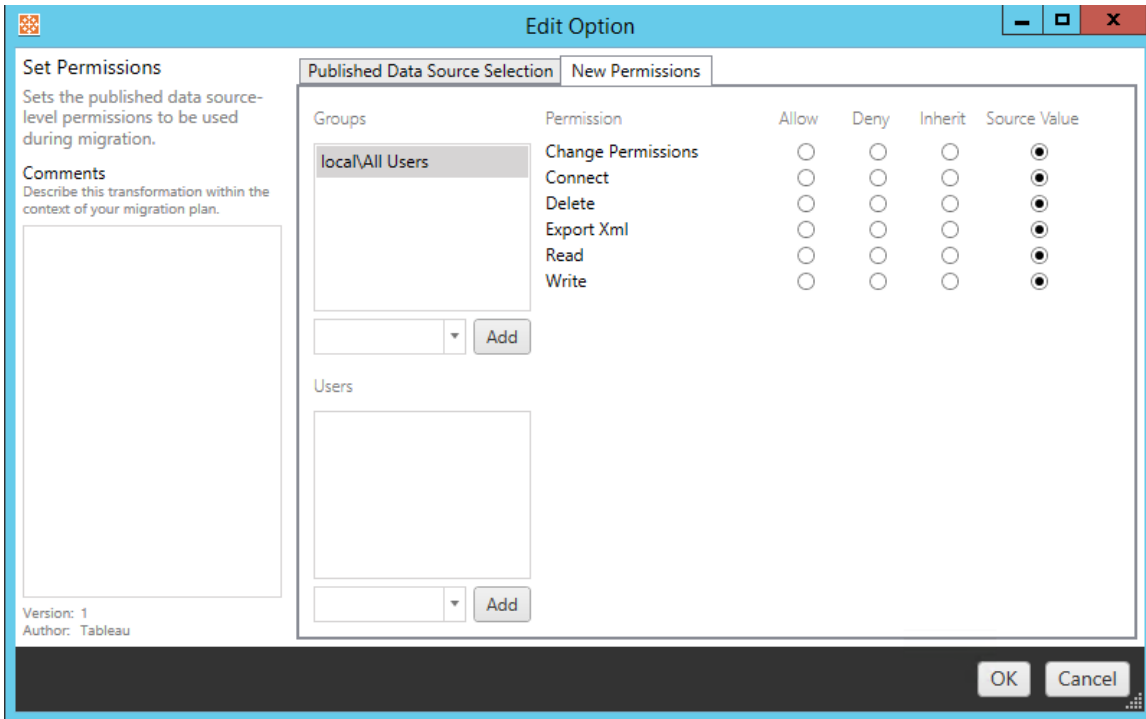 Edit Option
Set Permissions
Sets the published data source-
level permissions to be used
during migration.
Comments
Describe this transformation within the
context of your migration plan.
Version: 1
Author: Tableau
Published Data Source Selection New Permissions
Groups
local\All Users
Add
Users
Add
Permission Allow Deny Inherit Source Value
Change Permissions
Connect
Delete
Export Xml
Read
Write
OK Cancel